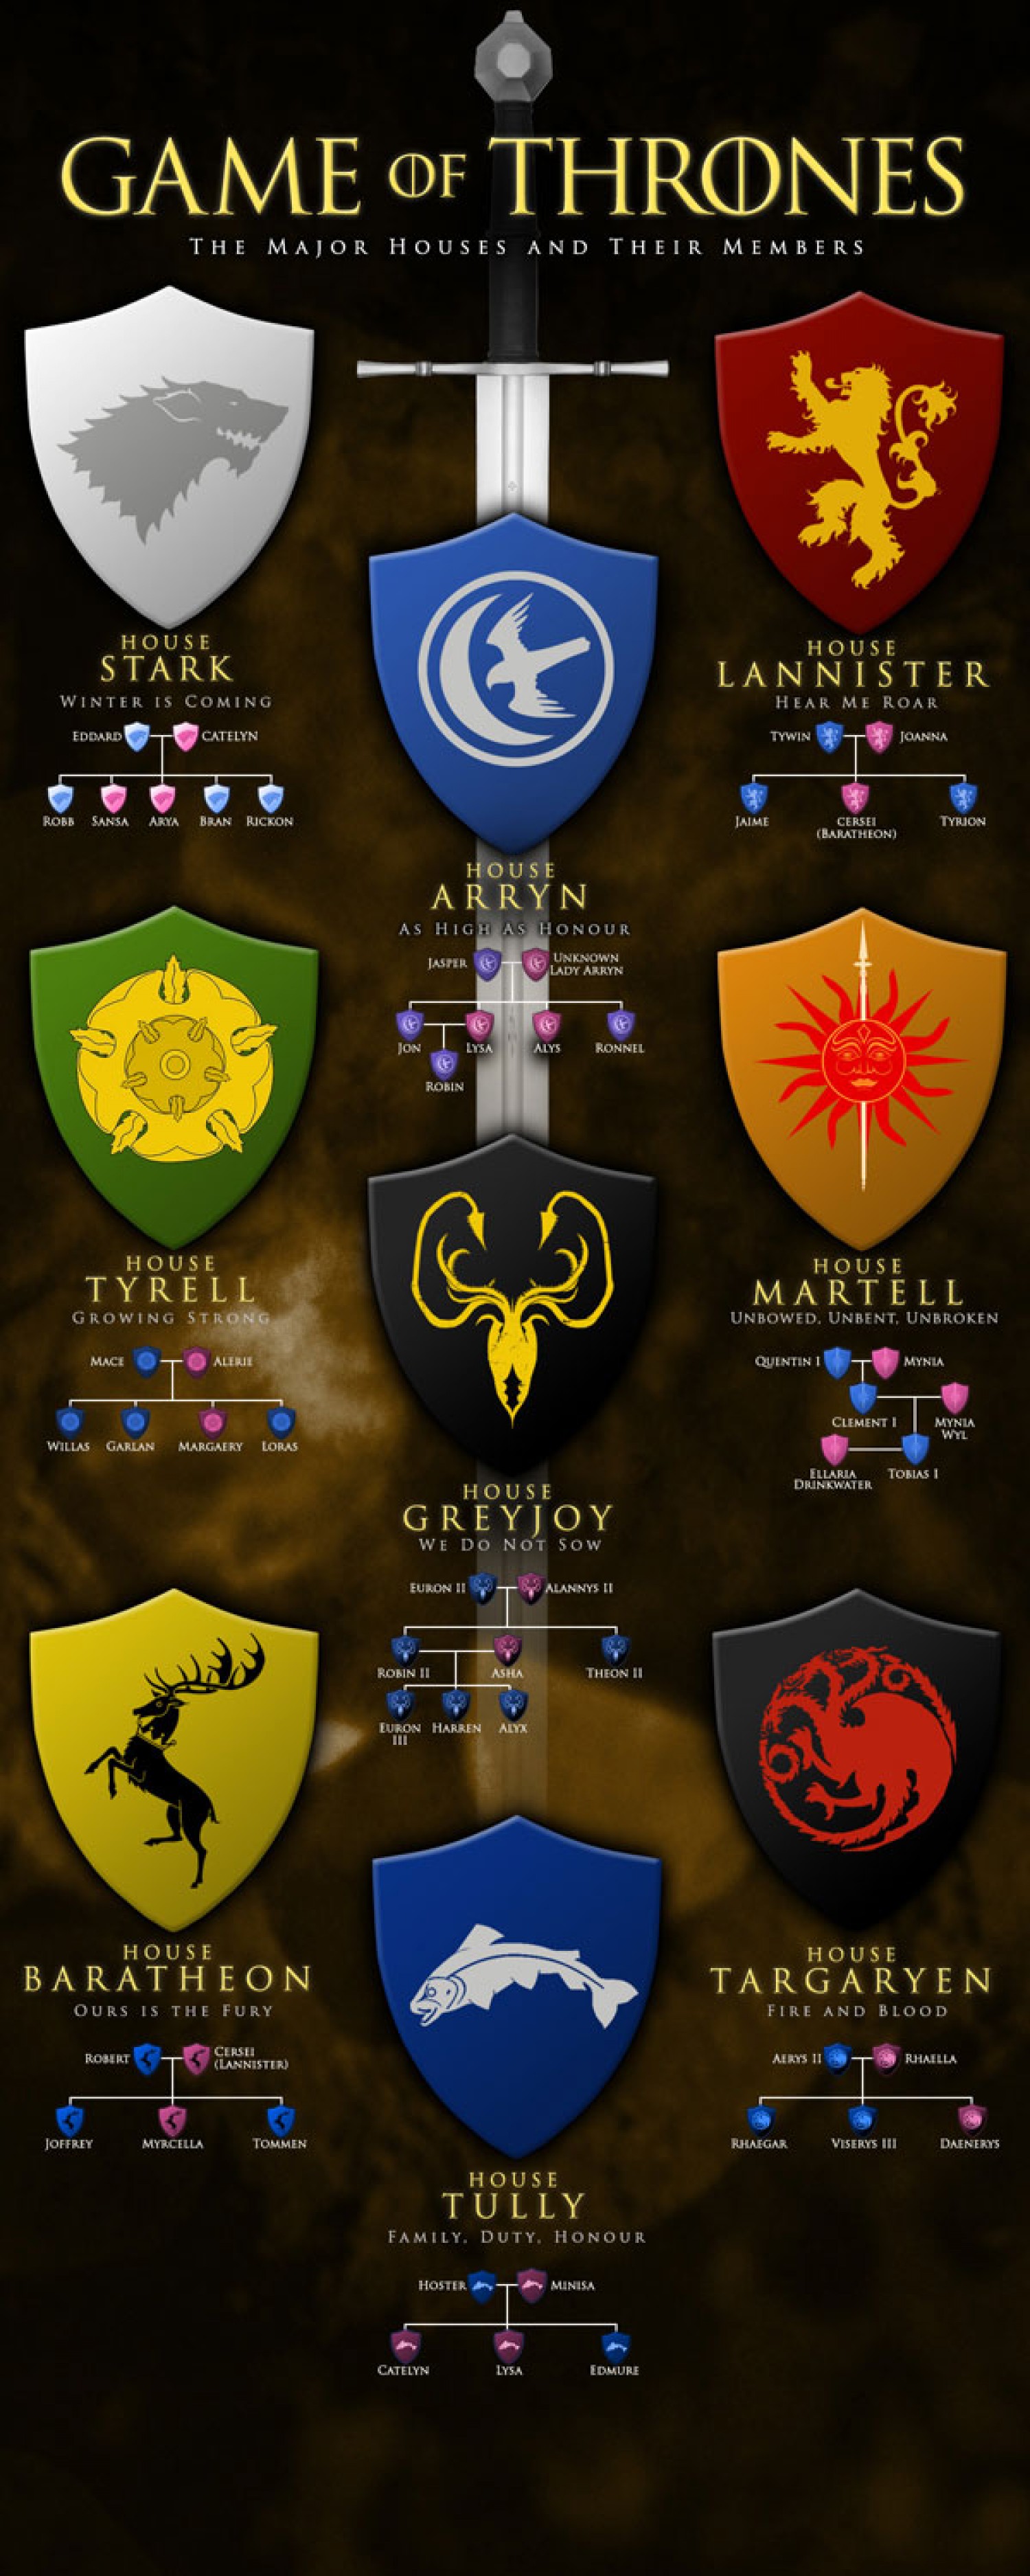 GAME OF THRONES
THE MAJOR HOUSES AND THEIR MEMBERS
HOUSE
STARK
WINTER IS COMING
EDDARD CATELYN
ROBB SANSA ARYA BRAN RICKON
HOUSE
LANNISTER
HEAR ME ROAR
TYWIN JOANNA
JAIME CERSEI (BARATHEON) TYRION
HOUSE
ARRYN
AS HIGH AS HONOUR
JASPER UNKNOWN LADY ARRYN
JON LYSA ALYS RONNEL
ROBIN
HOUSE
TYRELL
GROWING STRONG
MACE ALERIE
WILLAS GARLAN MARGAERY LORAS
HOUSE
MARTELL
UNBOWED, UNBENT, UNBROKEN
QUENTIN I MYNIA
CLEMENT I MYNIA WYL
ELLARIA DRINKWATER TOBIAS I
HOUSE
GREYJOY
WE DO NOT SOW
EURON II ALANNYS II
ROBIN II ASHA THEON II
EURON III HARREN ALYX
HOUSE
BARATHEON
OURS IS THE FURY
ROBERT CERSEI (LANNISTER)
JOFFREY MYRCELLA TOMMEN
HOUSE
TARGARYEN
FIRE AND BLOOD
AERYS II RHAELLA
RHAEGAR VISERYS III DAENERYS
HOUSE
TULLY
FAMILY, DUTY, HONOUR
HOSTER MINISA
CATELYN LYSA EDMURE